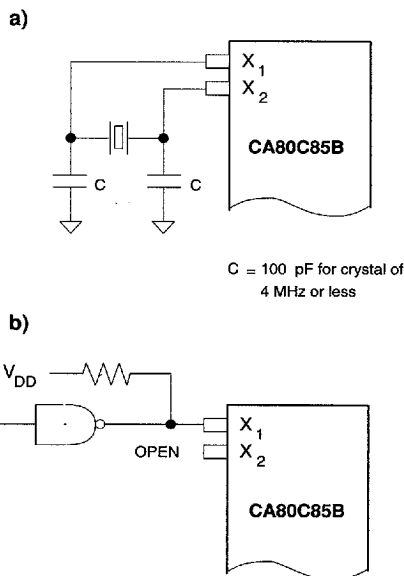 a)
X1
X2
CA80C85B
C
C
C = 100 pF for crystal of
4 MHz or less
b)
VDD
X1
OPEN
X2
CA80C85B